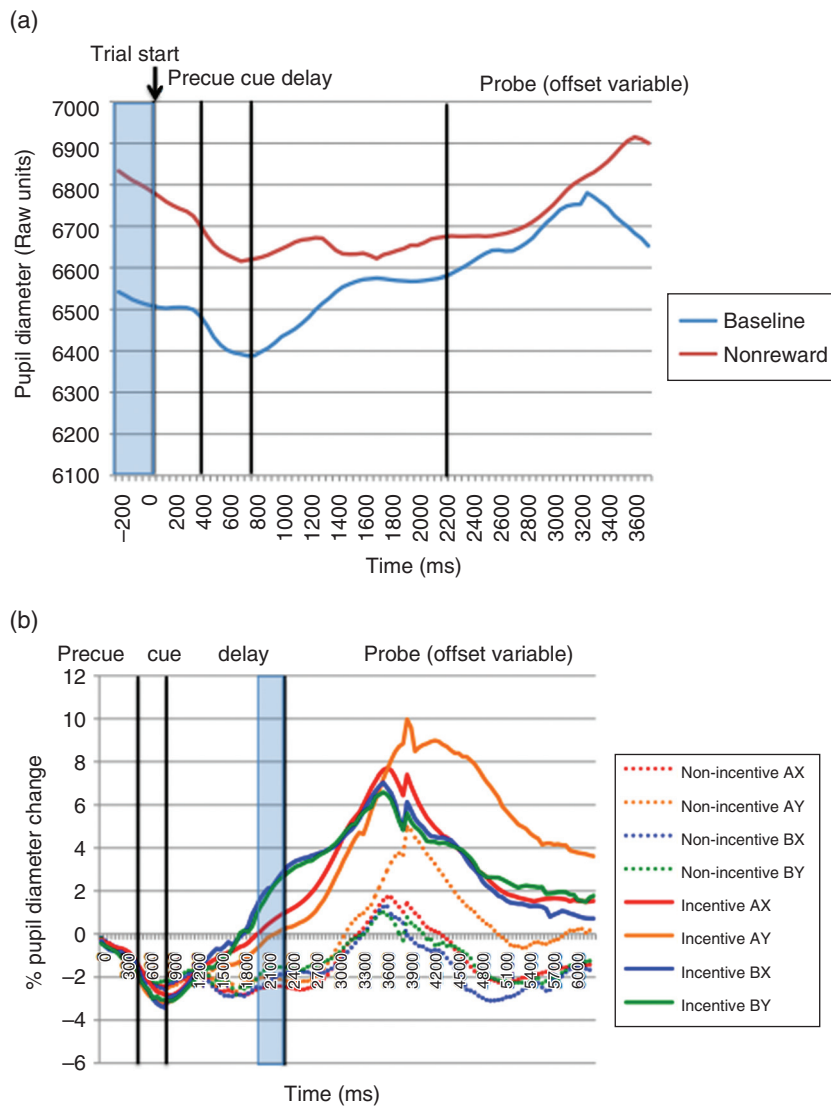 (a)
Trial start
Precue cue delay
Probe (offset variable)
7000
6900
6800
6700
6600
6500
6400
6300
6200
6100
Pupil diameter (Raw units)
–200 0 200 400 600 800 1000 1200 1400 1600 1800 2000 2200 2400 2600 2800 3000 3200 3400 3600
Time (ms)
Baseline
Nonreward
(b)
Precue cue delay Probe (offset variable)
12
10
8
6
4
2
0
–2
–4
–6
% pupil diameter change
0 300 600 900 1200 1500 1800 2100 2400 2700 3000 3300 3600 3900 4200 4500 4800 5100 5400 5700 6000
Time (ms)
Non-incentive AX
Non-incentive AY
Non-incentive BX
Non-incentive BY
Incentive AX
Incentive AY
Incentive BX
Incentive BY